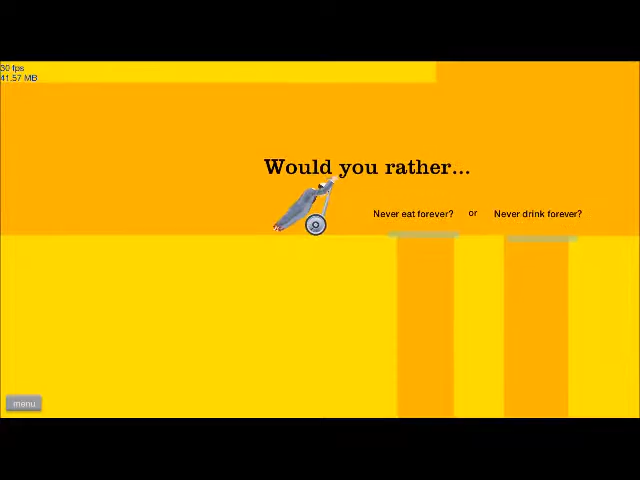 30 fps
41.57 MB
Would you rather...
Never eat forever? or Never drink forever?
menu